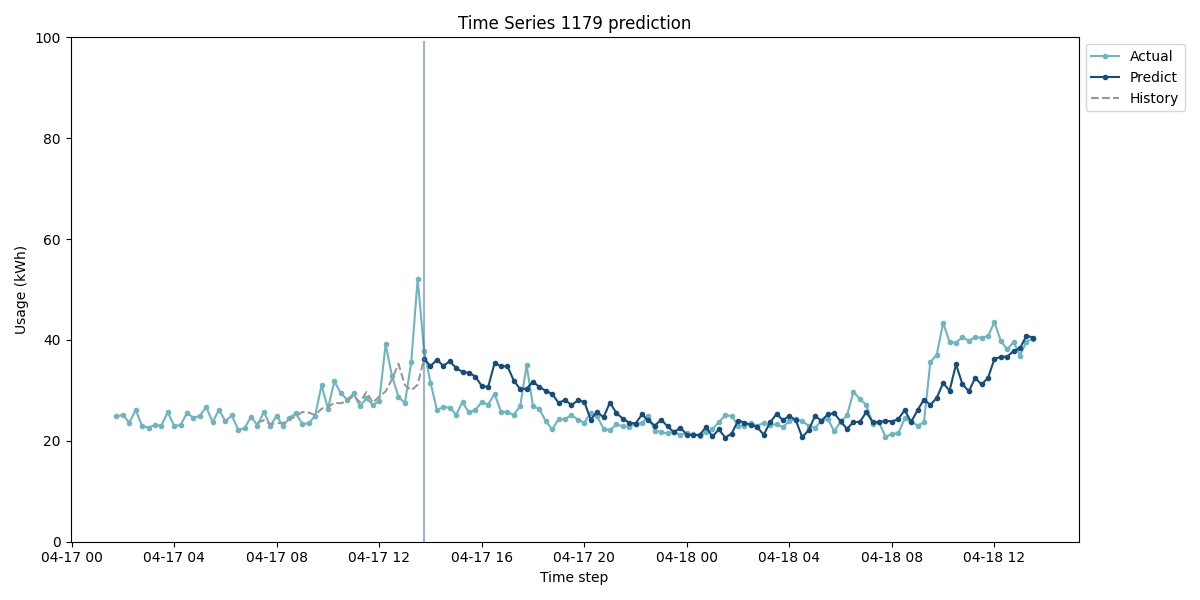 Time Series 1179 prediction
100
80
60
40
20
0
Usage (kWh)
04-17 00
04-17 04
04-17 08
04-17 12
04-17 16
04-17 20
04-18 00
04-18 04
04-18 08
04-18 12
Time step
Actual
Predict
History